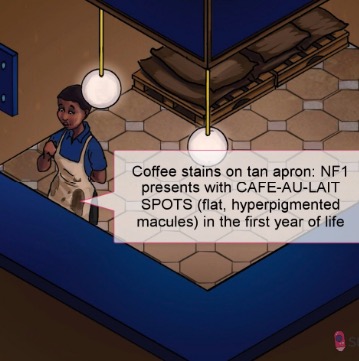 Coffee stains on tan apron: NF1
presents with CAFE-AU-LAIT
SPOTS (flat, hyperpigmented
macules) in the first year of life